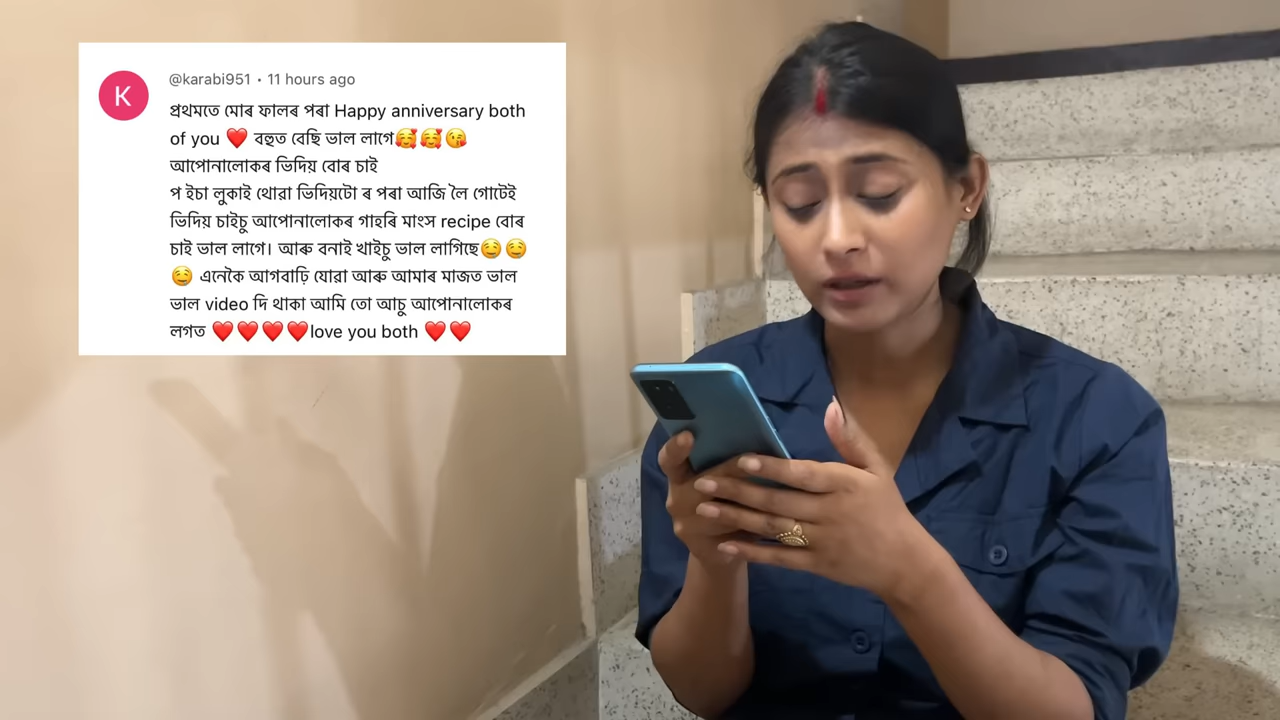 K
@karabi951 • 11 hours ago
প্ৰথমতে মোৰ ফালৰ পৰা Happy anniversary both
of you ❤️ বহুত বেছি ভাল লাগে🥰🥰😘
আপোনালোকৰ ভিদিয় বোৰ চাই
প ইচা লুকাই থোৱা ভিদিয়টো ৰ পৰা আজি লৈ গোটেই
ভিদিয় চাইচু আপোনালোকৰ গাহৰি মাংস recipe বোৰ
চাই ভাল লাগে। আৰু বনাই খাইচু ভাল লাগিছে🤤🤤
🤤 এনেকৈ আগবাঢ়ি যোৱা আৰু আমাৰ মাজত ভাল
ভাল video দি থাকা আমি তো আচু আপোনালোকৰ
লগত ❤️❤️❤️❤️love you both ❤️❤️